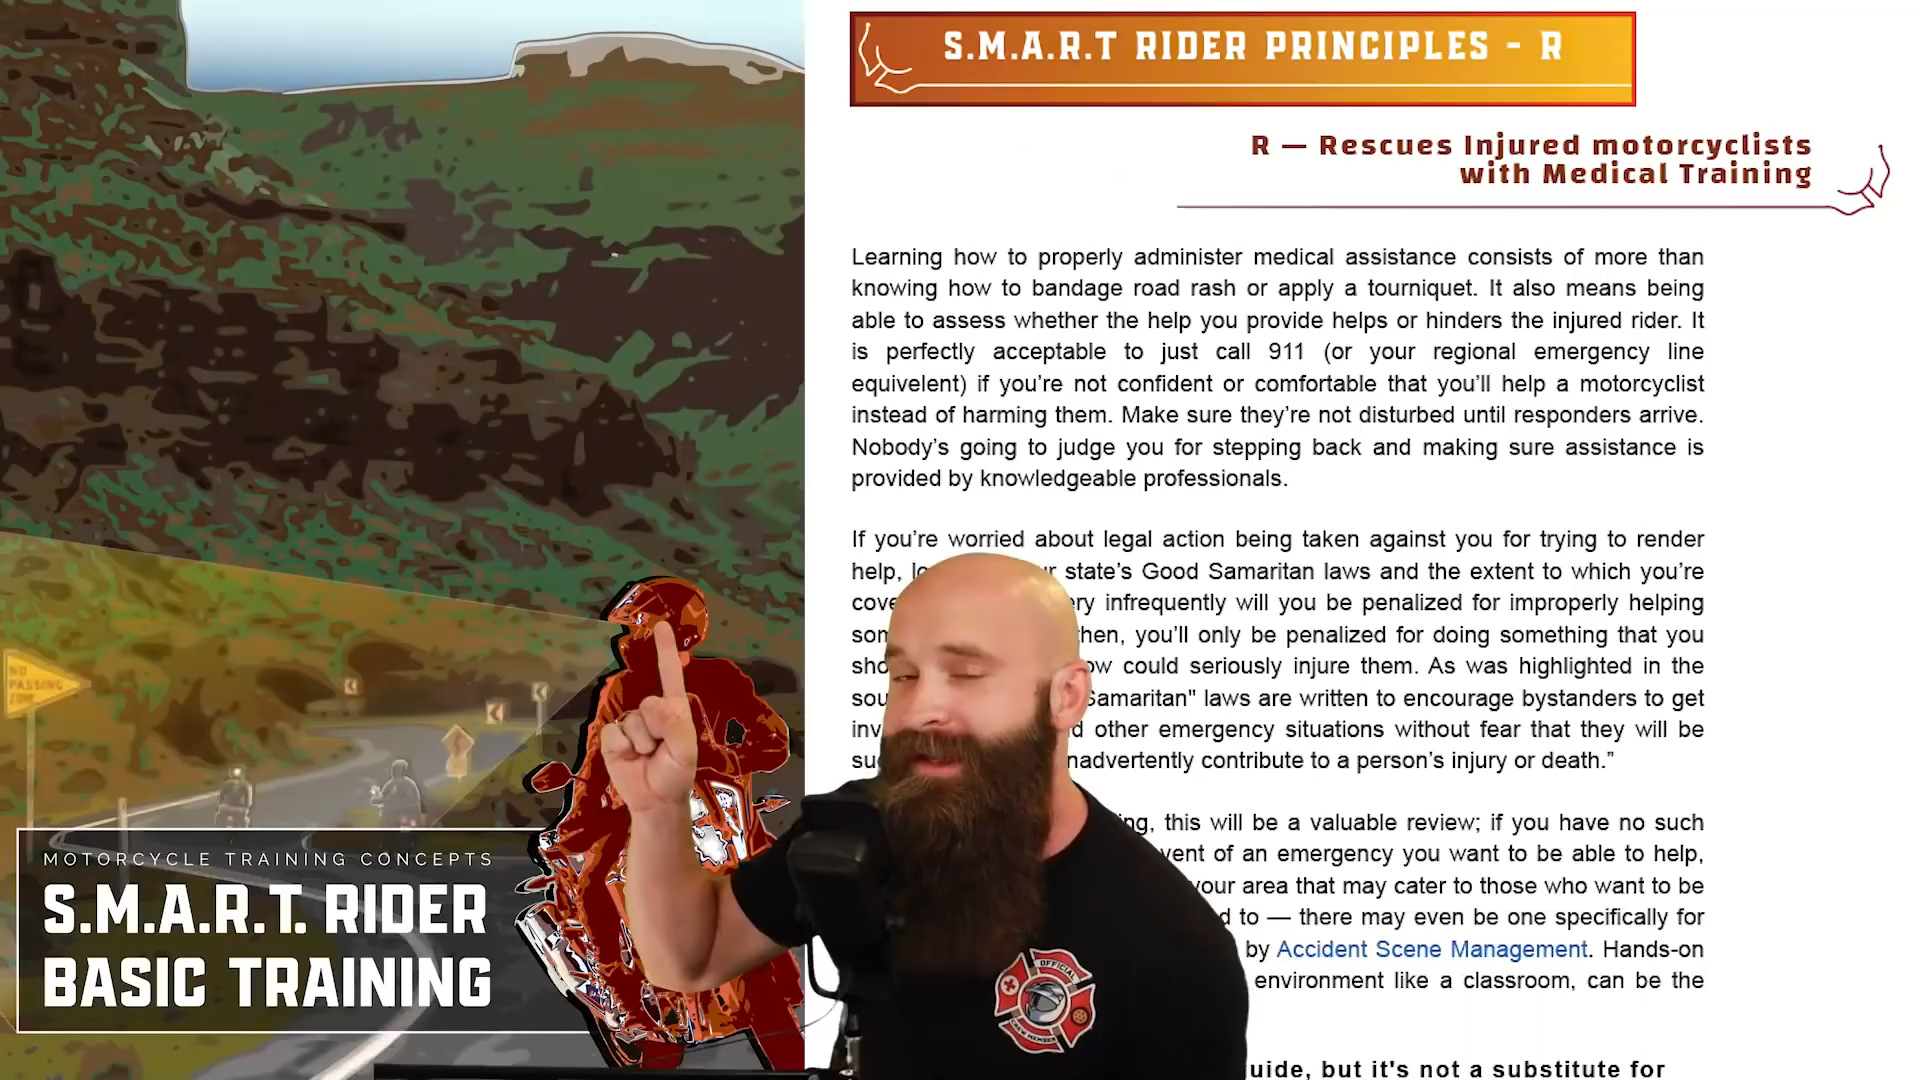 S.M.A.R.T RIDER PRINCIPLES - R
R — Rescues Injured motorcyclists
with Medical Training
Learning how to properly administer medical assistance consists of more than
knowing how to bandage road rash or apply a tourniquet. It also means being
able to assess whether the help you provide helps or hinders the injured rider. It
is perfectly acceptable to just call 911 (or your regional emergency line
equivelent) if you're not confident or comfortable that you'll help a motorcyclist
instead of harming them. Make sure they're not disturbed until responders arrive.
Nobody's going to judge you for stepping back and making sure assistance is
provided by knowledgeable professionals.
If you're worried about legal action being taken against you for trying to render
help, state's Good Samaritan laws and the extent to which you're
infrequently will you be penalized for improperly helping
you'll only be penalized for doing something that you
could seriously injure them. As was highlighted in the
Samaritan" laws are written to encourage bystanders to get
other emergency situations without fear that they will be
inadvertently contribute to a person's injury or death.”
this will be a valuable review; if you have no such
of an emergency you want to be able to help,
your area that may cater to those who want to be
to — there may even be one specifically for
by Accident Scene Management. Hands-on
environment like a classroom, can be the
but it's not a substitute for
NO
PASSING
ZONE
MOTORCYCLE TRAINING CONCEPTS
S.M.A.R.T. RIDER
BASIC TRAINING
OFFICIAL
CREW MEMBER